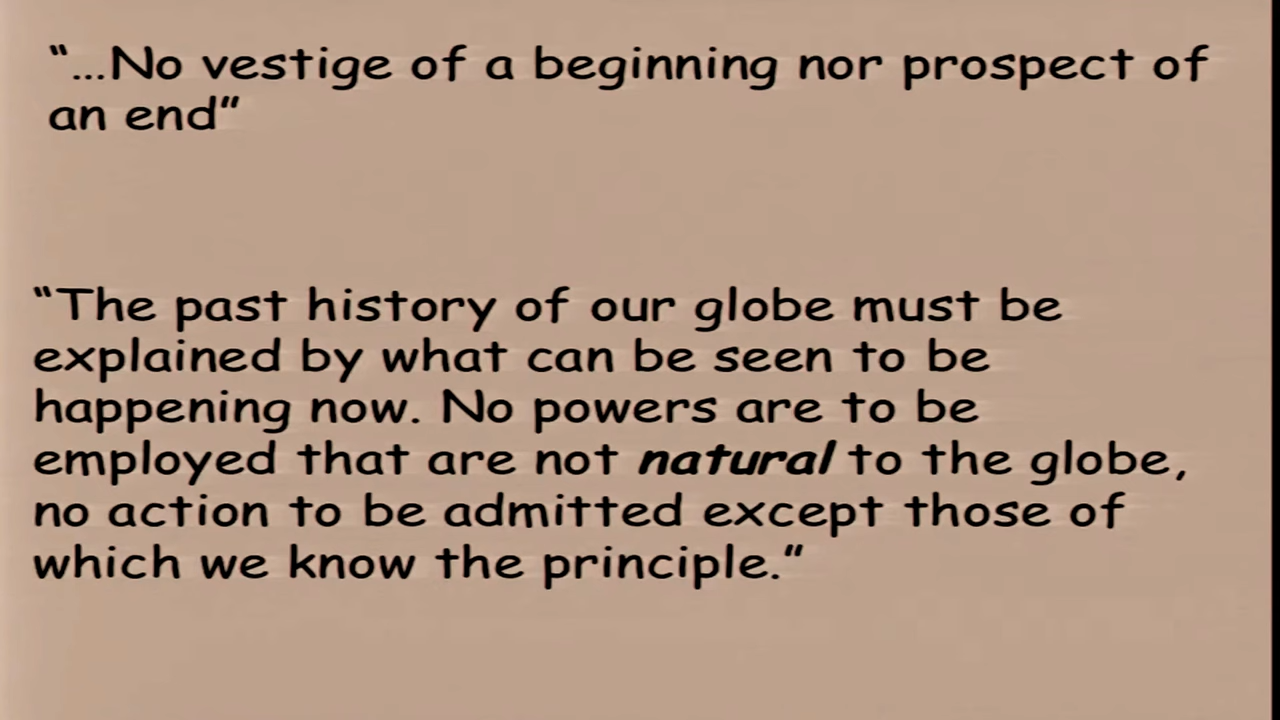 “...No vestige of a beginning nor prospect of
an end”
“The past history of our globe must be
explained by what can be seen to be
happening now. No powers are to be
employed that are not natural to the globe,
no action to be admitted except those of
which we know the principle.”